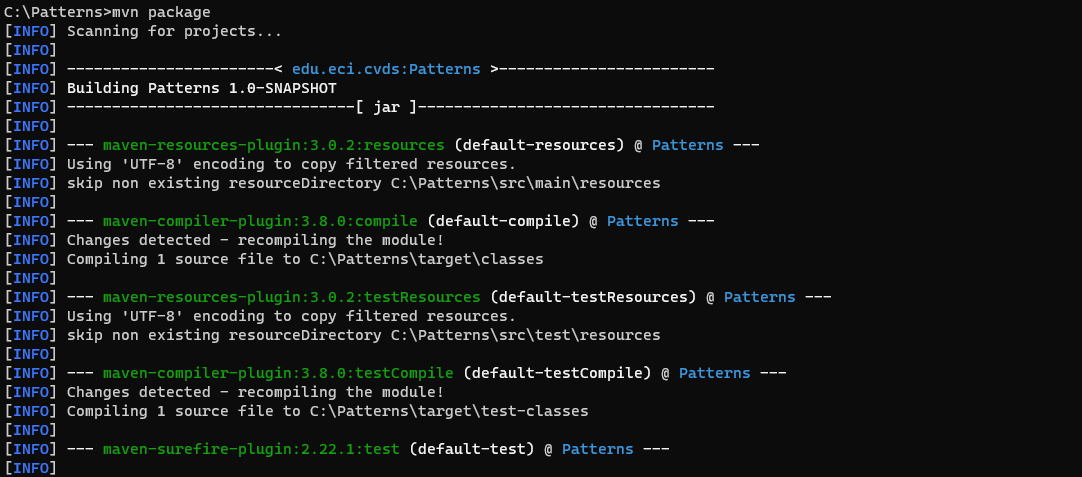 C:\Patterns>mvn package
[INFO] Scanning for projects...
[INFO]
[INFO] -----------------------< edu.eci.cvds:Patterns >------------------------
[INFO] Building Patterns 1.0-SNAPSHOT
[INFO] --------------------------------[ jar ]---------------------------------
[INFO]
[INFO] --- maven-resources-plugin:3.0.2:resources (default-resources) @ Patterns ---
[INFO] Using 'UTF-8' encoding to copy filtered resources.
[INFO] skip non existing resourceDirectory C:\Patterns\src\main\resources
[INFO]
[INFO] --- maven-compiler-plugin:3.8.0:compile (default-compile) @ Patterns ---
[INFO] Changes detected - recompiling the module!
[INFO] Compiling 1 source file to C:\Patterns\target\classes
[INFO]
[INFO] --- maven-resources-plugin:3.0.2:testResources (default-testResources) @ Patterns ---
[INFO] Using 'UTF-8' encoding to copy filtered resources.
[INFO] skip non existing resourceDirectory C:\Patterns\src\test\resources
[INFO]
[INFO] --- maven-compiler-plugin:3.8.0:testCompile (default-testCompile) @ Patterns ---
[INFO] Changes detected - recompiling the module!
[INFO] Compiling 1 source file to C:\Patterns\target\test-classes
[INFO]
[INFO] --- maven-surefire-plugin:2.22.1:test (default-test) @ Patterns ---
[INFO]